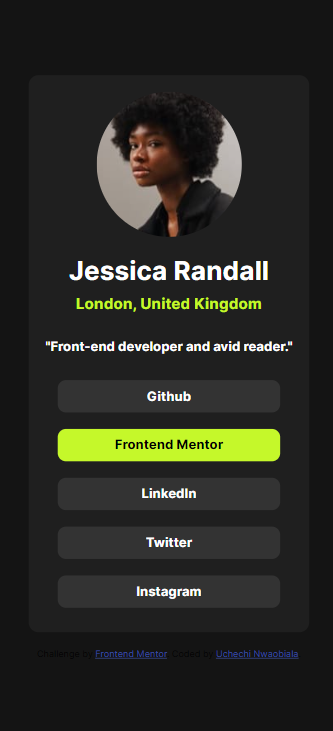 Jessica Randall
London, United Kingdom
"Front-end developer and avid reader."
Github
Frontend Mentor
LinkedIn
Twitter
Instagram
Challenge by Frontend Mentor. Coded by Uchechi Nwaobiala